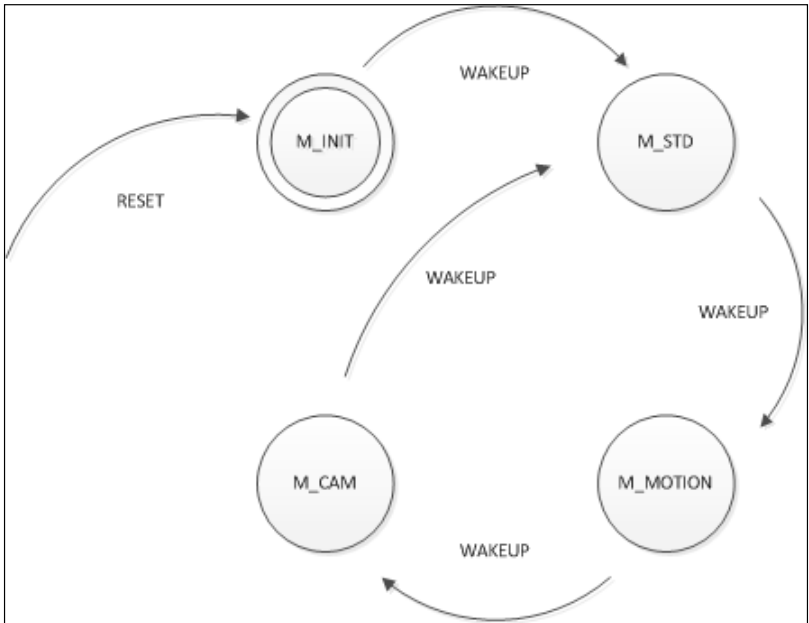 WAKEUP
M_INIT
M_STD
RESET
WAKEUP
WAKEUP
M_CAM
M_MOTION
WAKEUP